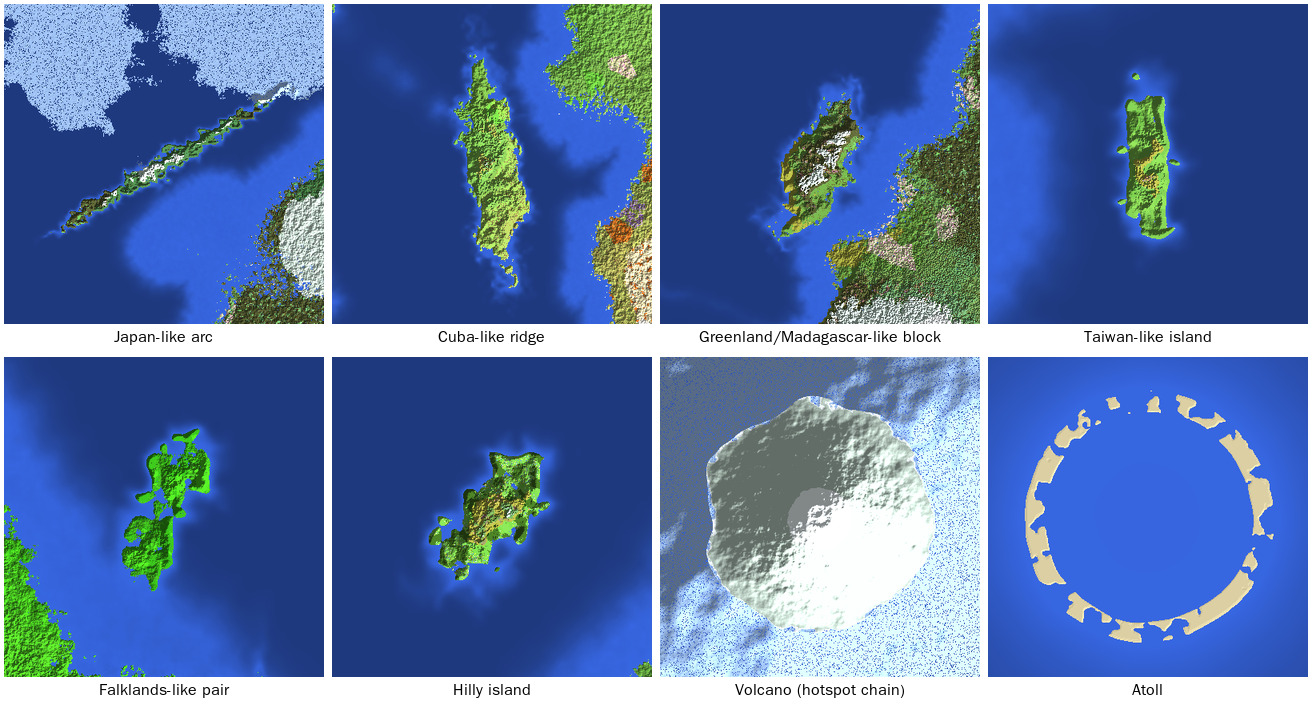 Japan-like arc
Cuba-like ridge
Greenland/Madagascar-like block
Taiwan-like island
Falklands-like pair
Hilly island
Volcano (hotspot chain)
Atoll